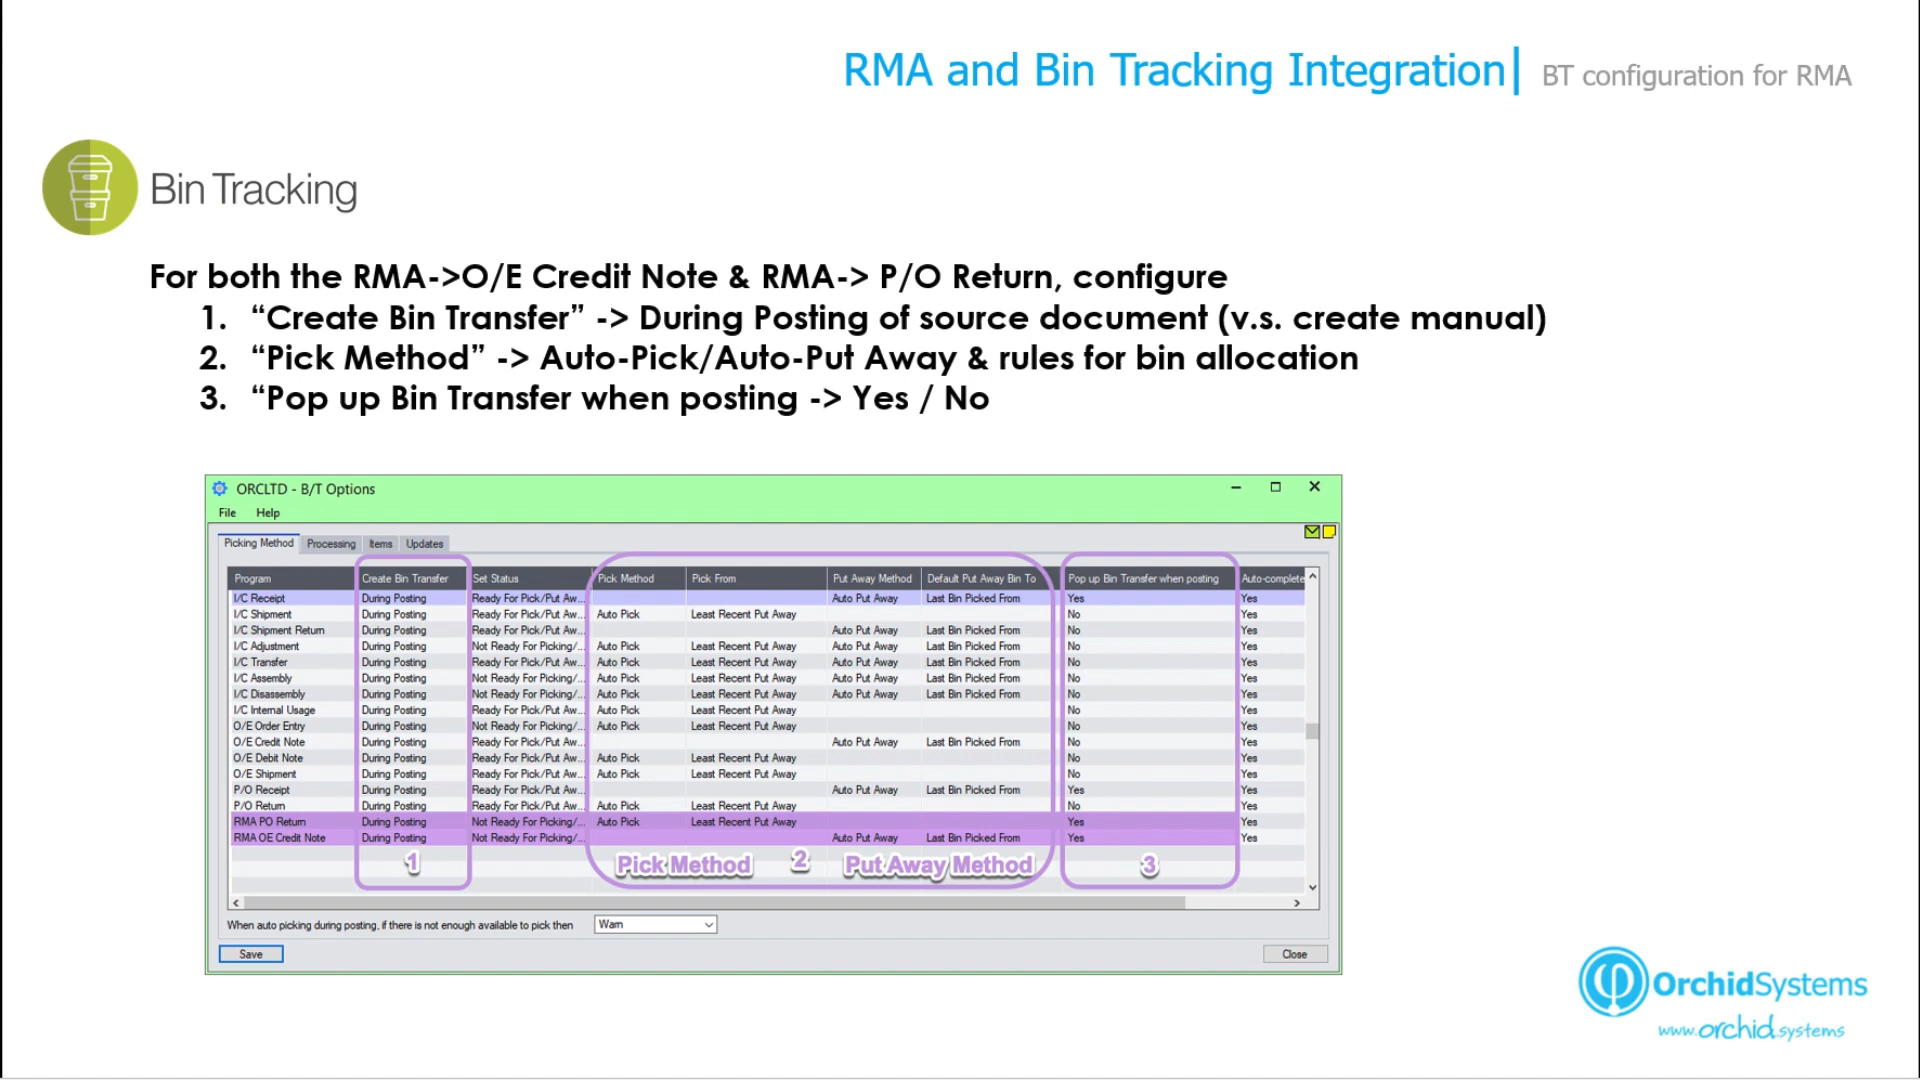 RMA and Bin Tracking Integration| BT configuration for RMA
Bin Tracking
For both the RMA->O/E Credit Note & RMA-> P/O Return, configure
1. “Create Bin Transfer” -> During Posting of source document (v.s. create manual)
2. “Pick Method” -> Auto-Pick/Auto-Put Away & rules for bin allocation
3. “Pop up Bin Transfer when posting -> Yes / No
ORCLTD - B/T Options
File Help
Picking Method Processing Items Updates
Program Create Bin Transfer Set Status Pick Method Pick From Put Away Method Default Put Away Bin To Pop up Bin Transfer when posting Auto-complete
I/C Receipt During Posting Ready For Pick/Put Aw... Auto Put Away Last Bin Picked From Yes Yes
I/C Shipment During Posting Ready For Pick/Put Aw... Auto Pick Least Recent Put Away No Yes
I/C Shipment Return During Posting Ready For Pick/Put Aw... Auto Put Away Last Bin Picked From No Yes
I/C Adjustment During Posting Not Ready For Picking/... Auto Pick Least Recent Put Away Auto Put Away Last Bin Picked From No Yes
I/C Transfer During Posting Ready For Pick/Put Aw... Auto Pick Least Recent Put Away Auto Put Away Last Bin Picked From No Yes
I/C Assembly During Posting Not Ready For Picking/... Auto Pick Least Recent Put Away Auto Put Away Last Bin Picked From No Yes
I/C Disassembly During Posting Not Ready For Picking/... Auto Pick Least Recent Put Away Auto Put Away Last Bin Picked From No Yes
I/C Internal Usage During Posting Ready For Pick/Put Aw... Auto Pick Least Recent Put Away No Yes
O/E Order Entry During Posting Not Ready For Picking/... Auto Pick Least Recent Put Away No Yes
O/E Credit Note During Posting Ready For Pick/Put Aw... Auto Put Away Last Bin Picked From No Yes
O/E Debit Note During Posting Ready For Pick/Put Aw... Auto Pick Least Recent Put Away No Yes
O/E Shipment During Posting Ready For Pick/Put Aw... Auto Pick Least Recent Put Away No Yes
P/O Receipt During Posting Ready For Pick/Put Aw... Auto Put Away Last Bin Picked From Yes Yes
P/O Return During Posting Ready For Pick/Put Aw... Auto Pick Least Recent Put Away No Yes
RMA PO Return During Posting Not Ready For Picking/... Auto Pick Least Recent Put Away Yes Yes
RMA OE Credit Note During Posting Not Ready For Picking/... Auto Put Away Last Bin Picked From Yes Yes
1 Pick Method 2 Put Away Method 3
When auto picking during posting, if there is not enough available to pick then Warn
Save Close
OrchidSystems
www.orchid.systems